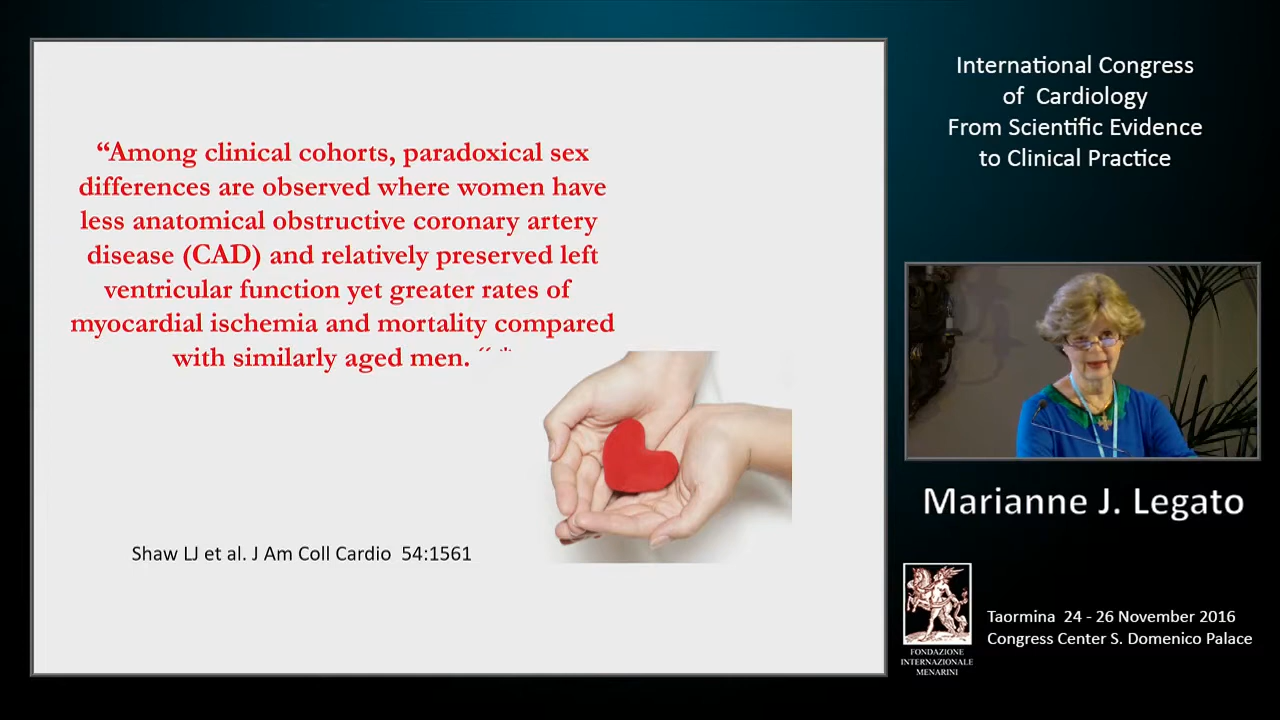 “Among clinical cohorts, paradoxical sex
differences are observed where women have
less anatomical obstructive coronary artery
disease (CAD) and relatively preserved left
ventricular function yet greater rates of
myocardial ischemia and mortality compared
with similarly aged men. “ *
Shaw LJ et al. J Am Coll Cardio 54:1561
International Congress
of Cardiology
From Scientific Evidence
to Clinical Practice
Marianne J. Legato
FONDAZIONE
INTERNAZIONALE
MENARINI
Taormina 24 - 26 November 2016
Congress Center S. Domenico Palace